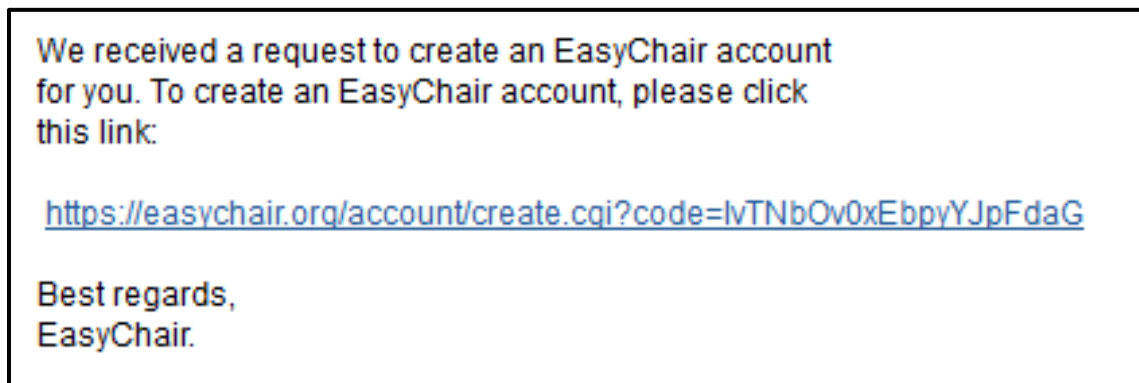 We received a request to create an EasyChair account
for you. To create an EasyChair account, please click
this link:
https://easychair.org/account/create.cgi?code=lvTNbOv0xEbpyYJpFdaG
Best regards,
EasyChair.